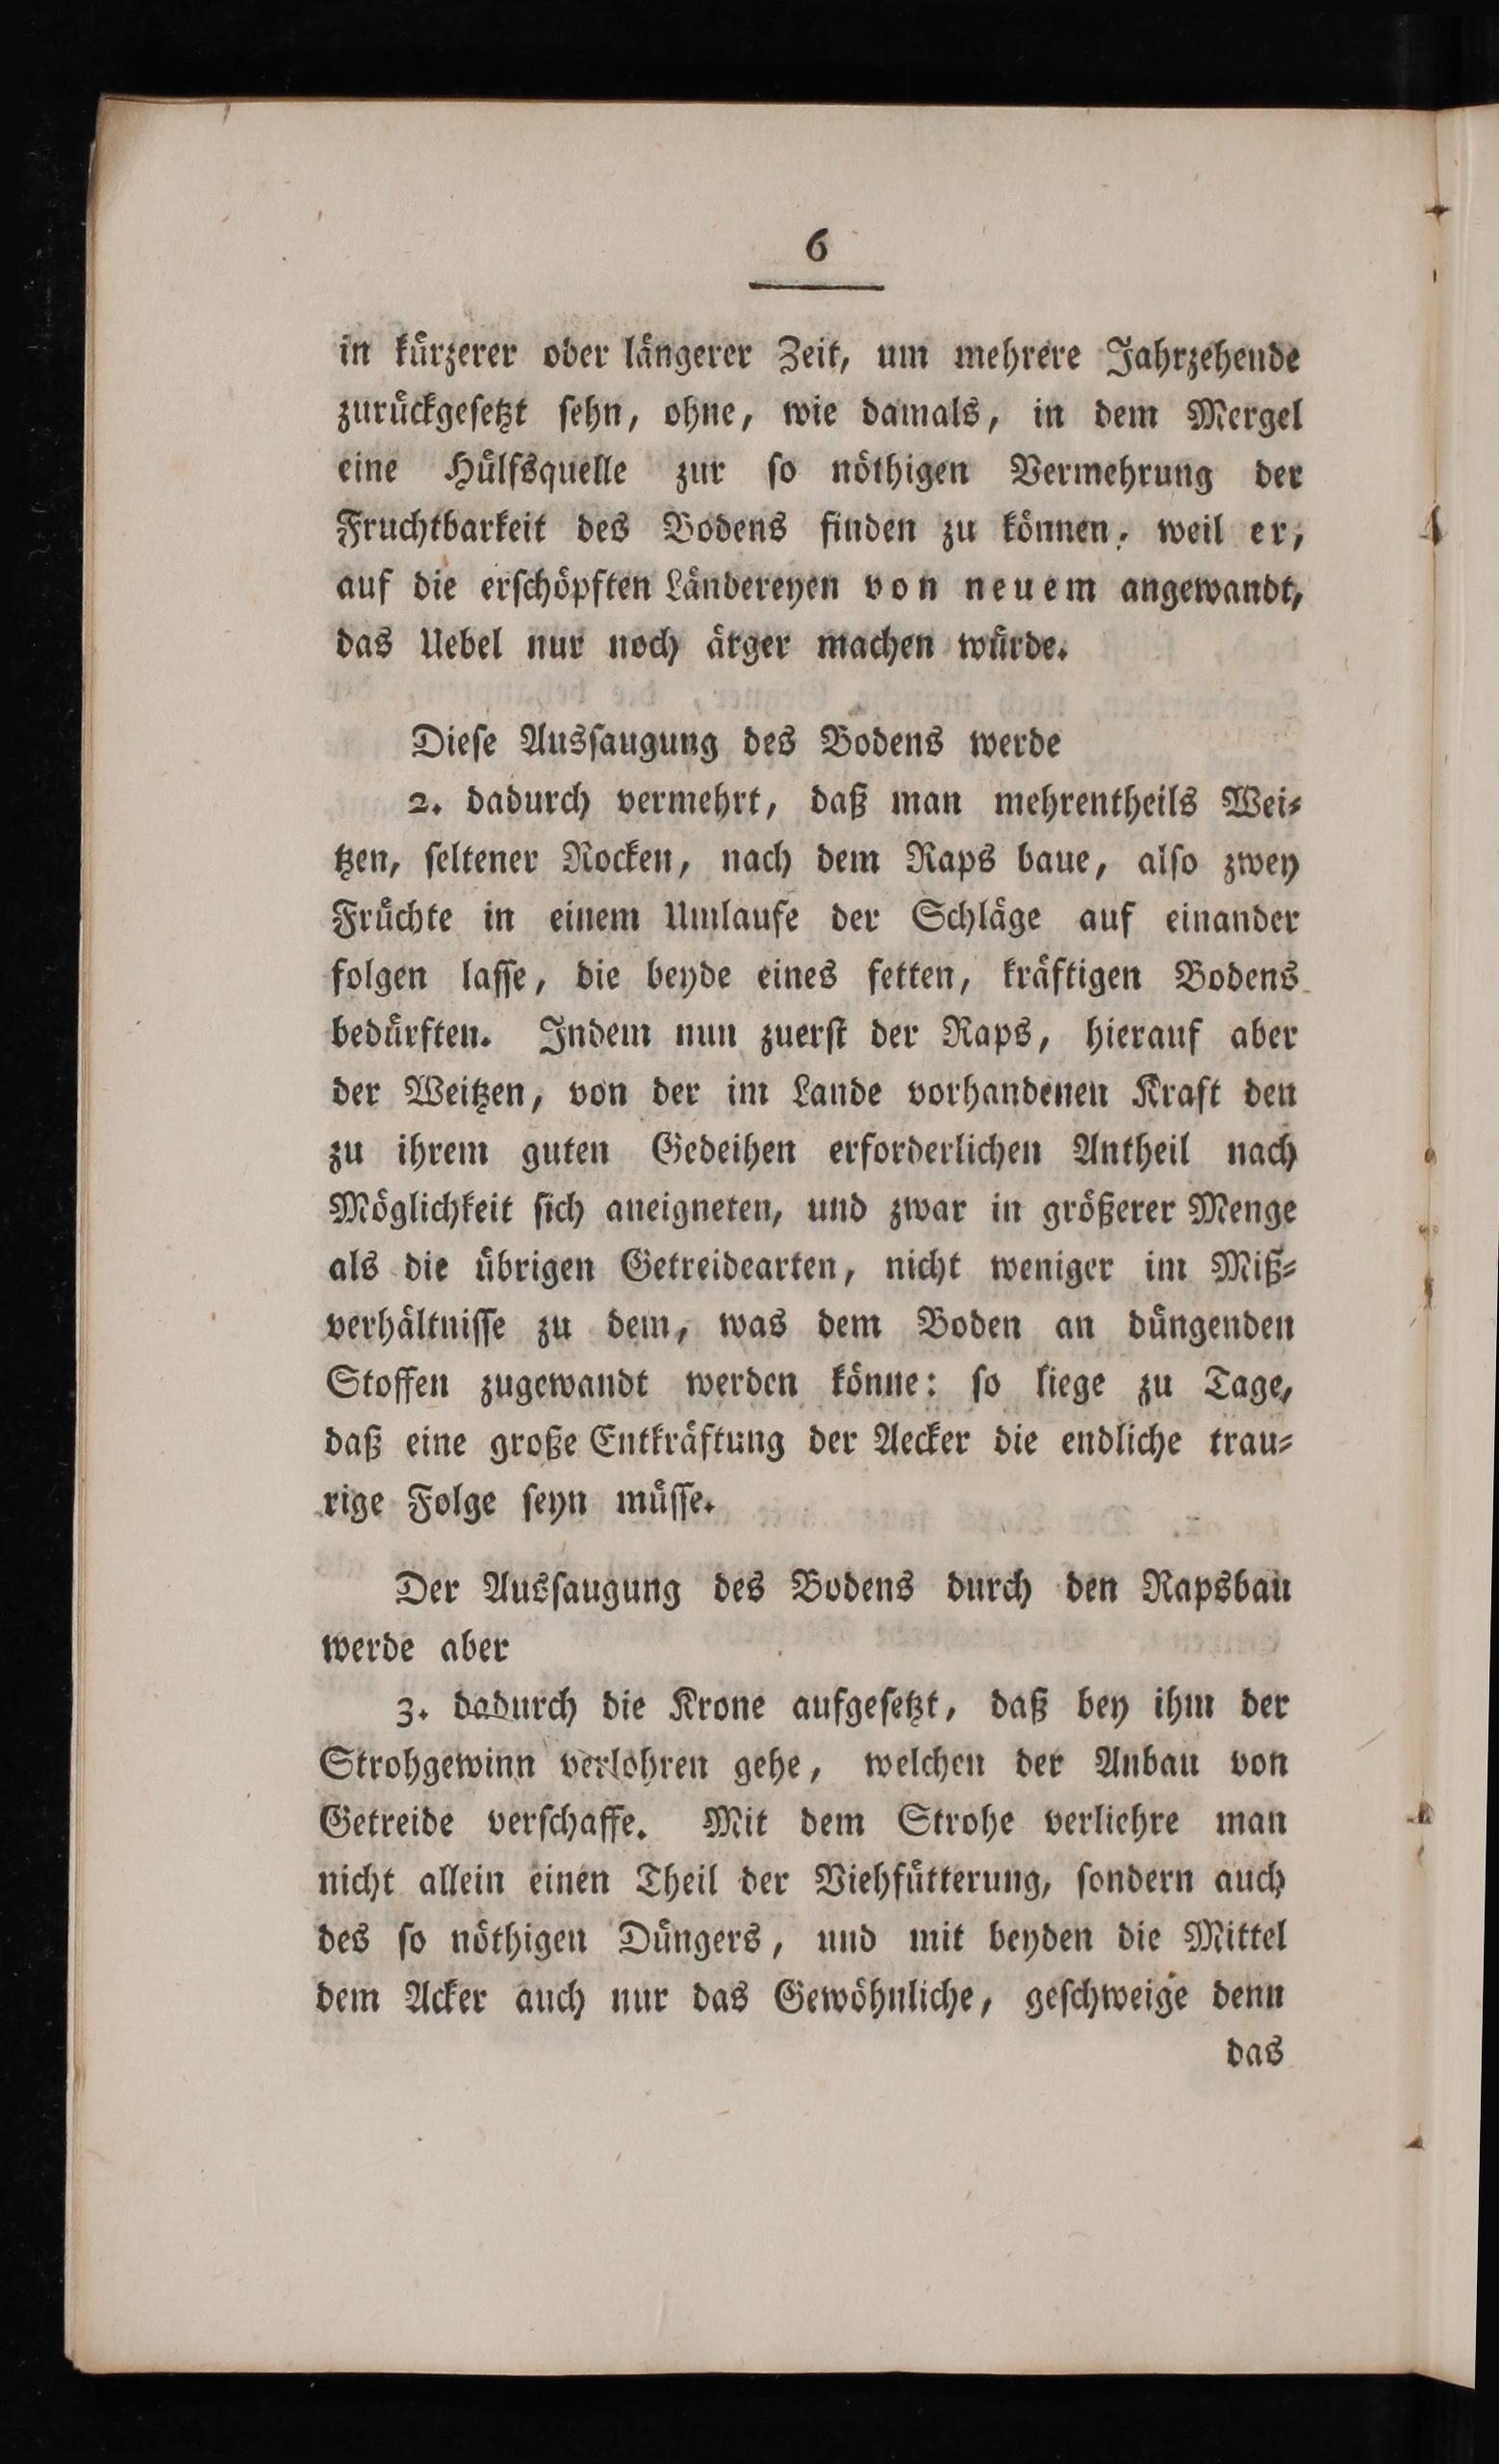 6
in kürzerer oder längerer Zeit, um mehrere Jahrzehende
zurückgesetzt sehn, ohne, wie damals, in dem Mergel
eine Hülfsquelle zur so nöthigen Vermehrung der
Fruchtbarkeit des Bodens finden zu können, weil er,
auf die erschöpften Ländereyen von neuem angewandt,
das Uebel nur noch ärger machen würde.
Diese Aussaugung des Bodens werde
2. dadurch vermehrt, daß man mehrentheils Wei-
tzen, seltener Rocken, nach dem Raps baue, also zwey
Früchte in einem Umlaufe der Schläge auf einander
folgen lasse, die beyde eines fetten, kräftigen Bodens
bedürften. Indem nun zuerst der Raps, hierauf aber
der Weitzen, von der im Lande vorhandenen Kraft den
zu ihrem guten Gedeihen erforderlichen Antheil nach
Möglichkeit sich aneigneten, und zwar in größerer Menge
als die übrigen Getreidearten, nicht weniger im Miß-
verhältnisse zu dem, was dem Boden an düngenden
Stoffen zugewandt werden könne: so liege zu Tage,
daß eine große Entkräftung der Aecker die endliche trau-
rige Folge seyn müsse.
Der Aussaugung des Bodens durch den Rapsbau
werde aber
3. dadurch die Krone aufgesetzt, daß bey ihm der
Strohgewinn verlohren gehe, welchen der Anbau von
Getreide verschaffe. Mit dem Strohe verliehre man
nicht allein einen Theil der Viehfütterung, sondern auch
des so nöthigen Düngers, und mit beyden die Mittel
dem Acker auch nur das Gewöhnliche, geschweige denn
das